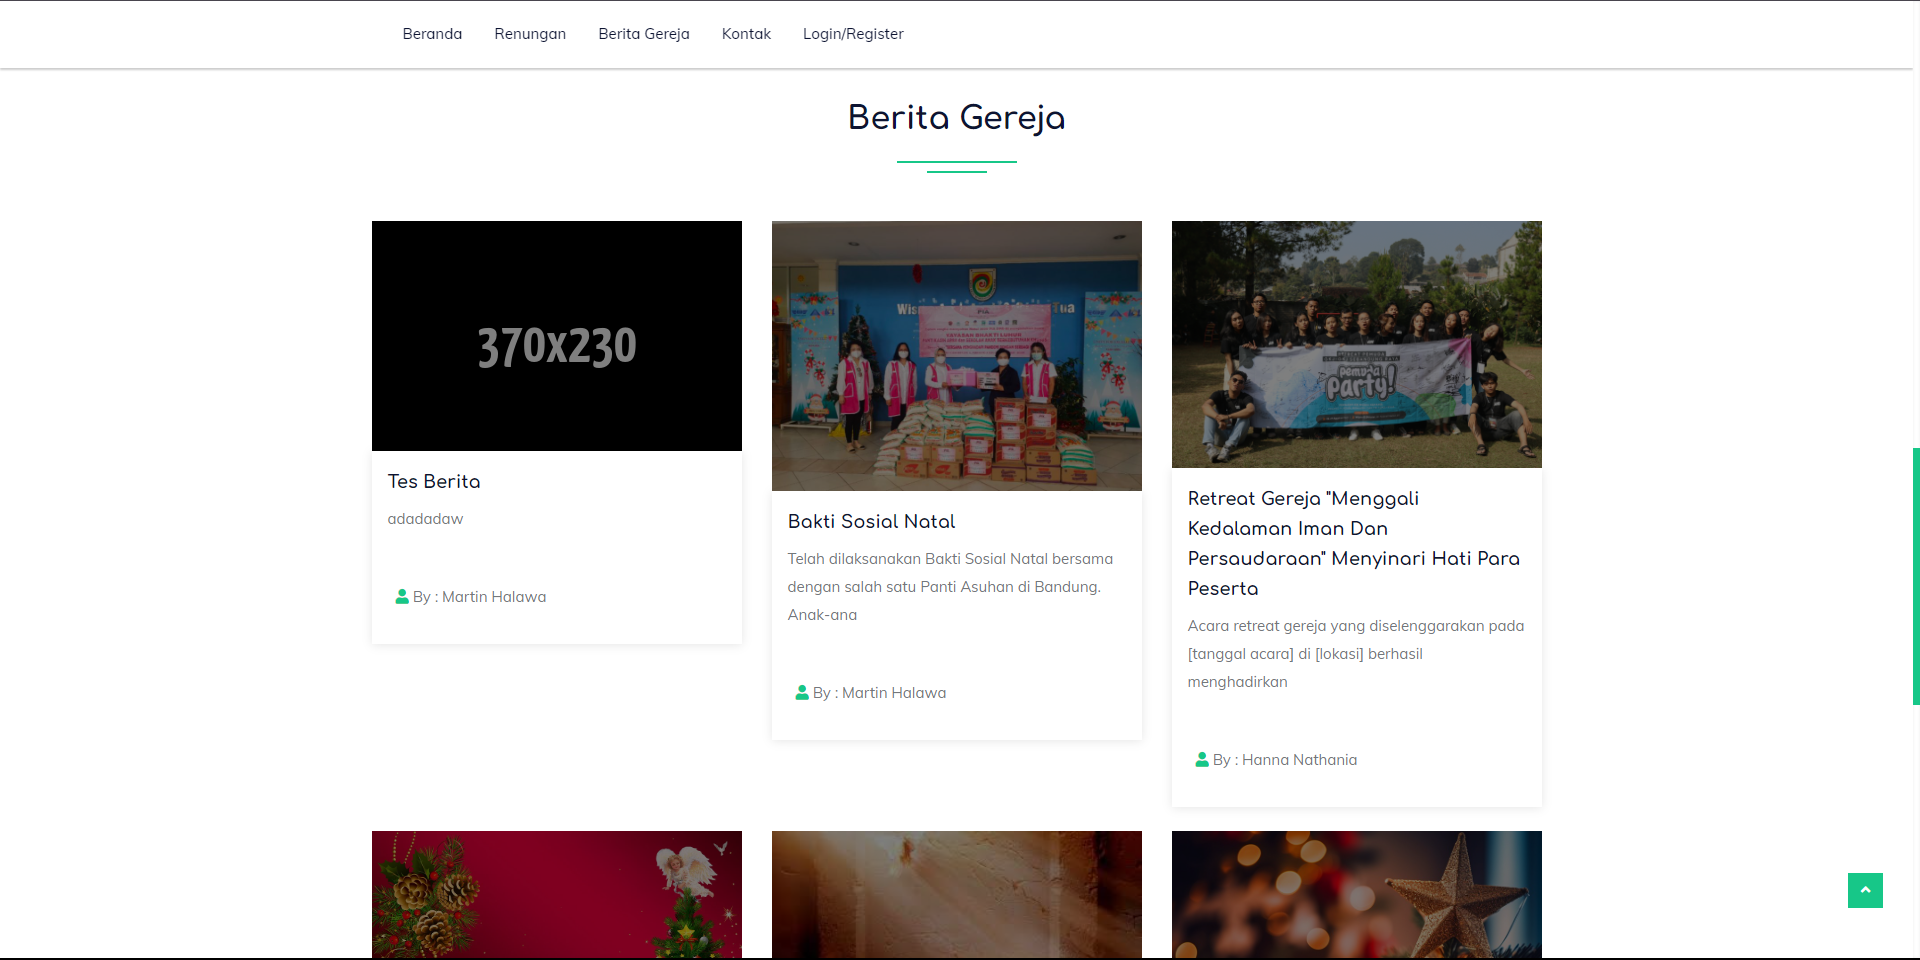 Beranda Renungan Berita Gereja Kontak Login/Register
Berita Gereja
370x230
Tes Berita
adadadaw
By : Martin Halawa
Tua
Bakti Sosial Natal
Telah dilaksanakan Bakti Sosial Natal bersama
dengan salah satu Panti Asuhan di Bandung.
Anak-ana
By : Martin Halawa
pemuda
Party!
Retreat Gereja "Menggali
Kedalaman Iman Dan
Persaudaraan" Menyinari Hati Para
Peserta
Acara retreat gereja yang diselenggarakan pada
[tanggal acara] di [lokasi] berhasil
menghadirkan
By : Hanna Nathania